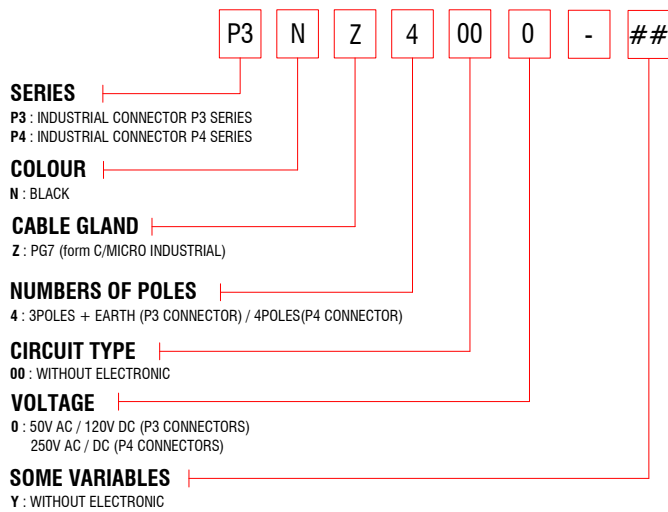 P3 N Z 4 00 0 - ##
SERIES
P3 : INDUSTRIAL CONNECTOR P3 SERIES
P4 : INDUSTRIAL CONNECTOR P4 SERIES
COLOUR
N : BLACK
CABLE GLAND
Z : PG7 (form C/MICRO INDUSTRIAL)
NUMBERS OF POLES
4 : 3POLES + EARTH (P3 CONNECTOR) / 4POLES(P4 CONNECTOR)
CIRCUIT TYPE
00 : WITHOUT ELECTRONIC
VOLTAGE
0 : 50V AC / 120V DC (P3 CONNECTORS)
250V AC / DC (P4 CONNECTORS)
SOME VARIABLES
Y : WITHOUT ELECTRONIC